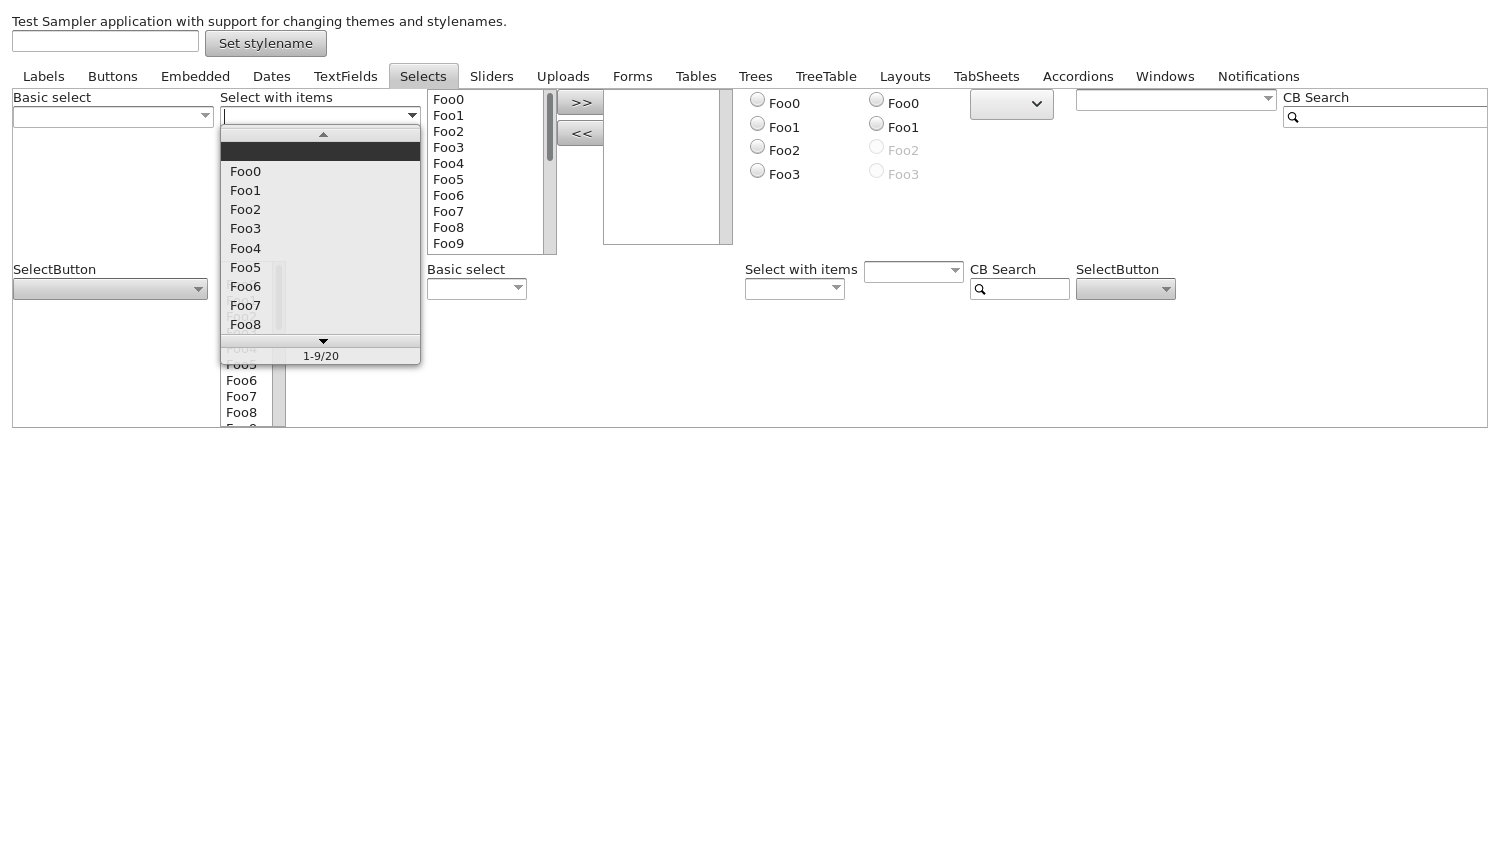 Test Sampler application with support for changing themes and stylenames.
Set stylename
Labels Buttons Embedded Dates TextFields Selects Sliders Uploads Forms Tables Trees TreeTable Layouts TabSheets Accordions Windows Notifications
Basic select
Select with items
Foo0
Foo1
Foo2
Foo3
Foo4
Foo5
Foo6
Foo7
Foo8
1-9/20
Foo0
Foo1
Foo2
Foo3
Foo4
Foo5
Foo6
Foo7
Foo8
Foo9
>>
<<
Foo0
Foo1
Foo2
Foo3
Foo0
Foo1
Foo2
Foo3
CB Search
SelectButton
Foo5
Foo6
Foo7
Foo8
Basic select
Select with items
CB Search
SelectButton